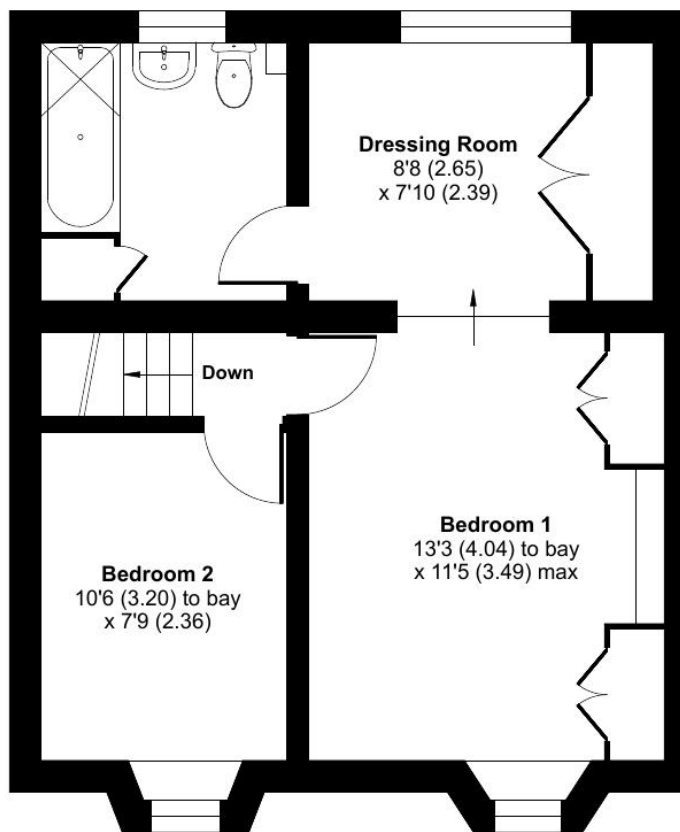 Dressing Room
8'8 (2.65)
x 7'10 (2.39)
Down
Bedroom 1
13'3 (4.04) to bay
x 11'5 (3.49) max
Bedroom 2
10'6 (3.20) to bay
x 7'9 (2.36)